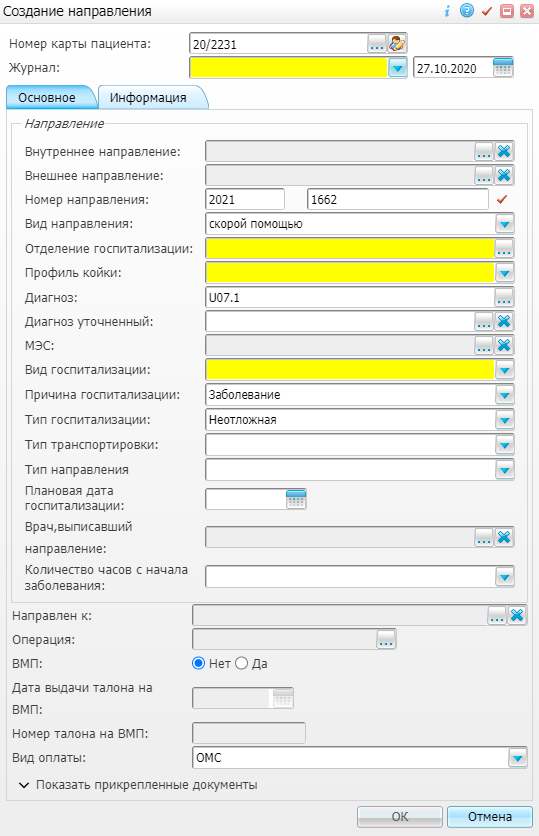 Создание направления
Номер карты пациента: 20/2231 ...
Журнал: 27.10.2020
Основное Информация
Направление
Внутреннее направление: ...
Внешнее направление: ...
Номер направления: 2021 1662
Вид направления: скорой помощью
Отделение госпитализации: ...
Профиль койки:
Диагноз: U07.1 ...
Диагноз уточненный: ...
МЭС: ...
Вид госпитализации:
Причина госпитализации: Заболевание
Тип госпитализации: Неотложная
Тип транспортировки:
Тип направления
Плановая дата
госпитализации:
Врач,выписавший
направление: ...
Количество часов с начала
заболевания:
Направлен к: ...
Операция: ...
ВМП: Нет Да
Дата выдачи талона на
ВМП:
Номер талона на ВМП:
Вид оплаты: ОМС
Показать прикрепленные документы
ОК Отмена